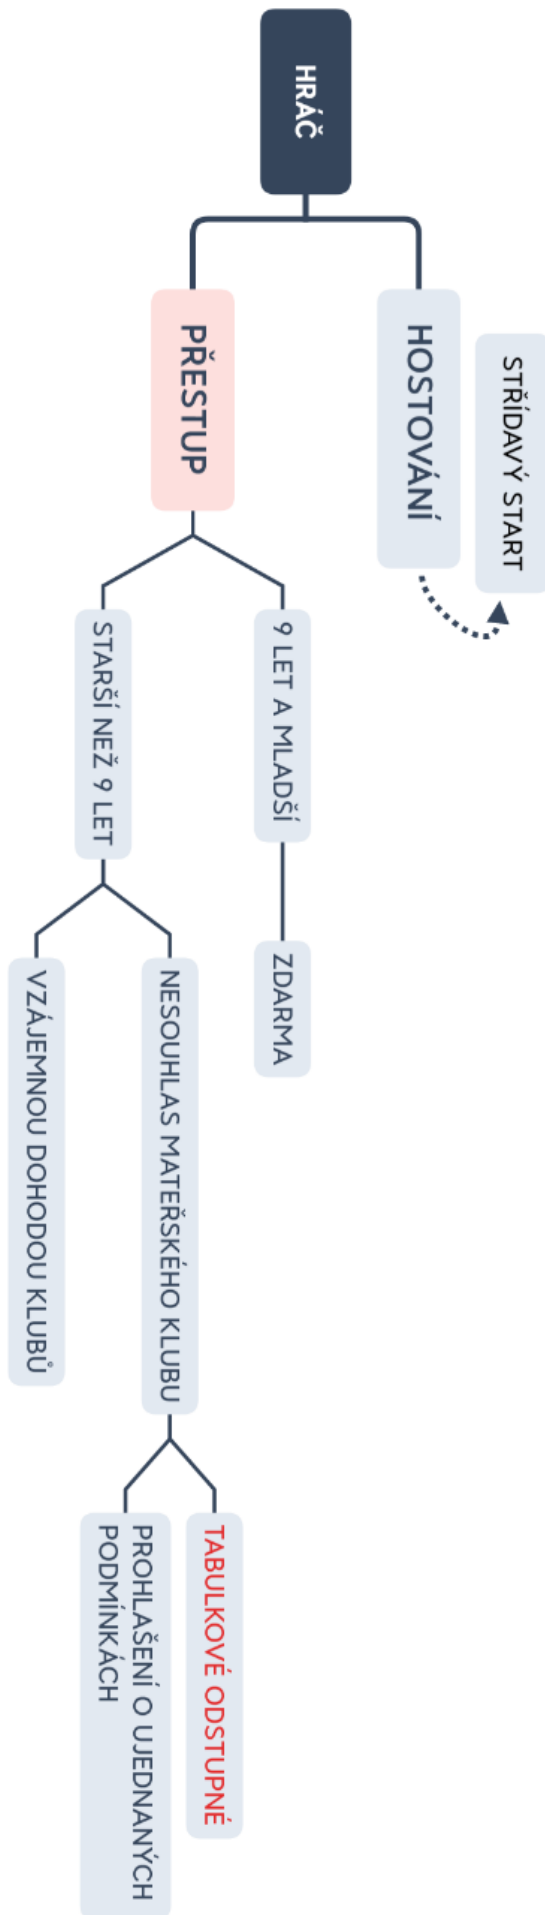 HRÁČ
HOSTOVÁNÍ
STŘÍDAVÝ START
PŘESTUP
9 LET A MLADŠÍ
ZDARMA
STARŠÍ NEŽ 9 LET
NESOUHLAS MATEŘSKÉHO KLUBU
TABULKOVÉ ODSTUPNÉ
PROHLAŠENÍ O UJEDNANÝCH
PODMÍNKÁCH
VZÁJEMNOU DOHODOU KLUBŮ